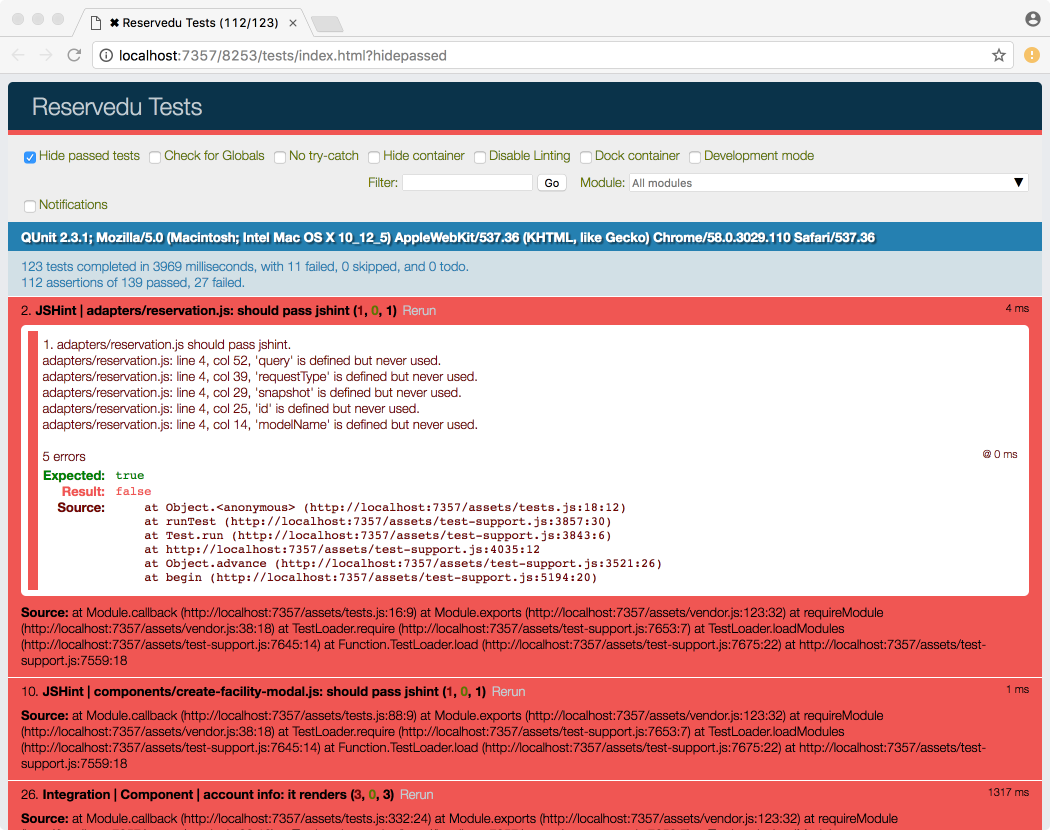 ✖ Reservedu Tests (112/123) ×
localhost:7357/8253/tests/index.html?hidepassed
Reservedu Tests
Hide passed tests Check for Globals No try-catch Hide container Disable Linting Dock container Development mode
Filter: Go Module: All modules ▼
Notifications
QUnit 2.3.1; Mozilla/5.0 (Macintosh; Intel Mac OS X 10_12_5) AppleWebKit/537.36 (KHTML, like Gecko) Chrome/58.0.3029.110 Safari/537.36
123 tests completed in 3969 milliseconds, with 11 failed, 0 skipped, and 0 todo.
112 assertions of 139 passed, 27 failed.
2. JSHint | adapters/reservation.js: should pass jshint (1, 0, 1) Rerun 4 ms
1. adapters/reservation.js should pass jshint.
adapters/reservation.js: line 4, col 52, 'query' is defined but never used.
adapters/reservation.js: line 4, col 39, 'requestType' is defined but never used.
adapters/reservation.js: line 4, col 29, 'snapshot' is defined but never used.
adapters/reservation.js: line 4, col 25, 'id' is defined but never used.
adapters/reservation.js: line 4, col 14, 'modelName' is defined but never used.
5 errors @ 0 ms
Expected: true
Result: false
Source: at Object.<anonymous> (http://localhost:7357/assets/tests.js:18:12)
at runTest (http://localhost:7357/assets/test-support.js:3857:30)
at Test.run (http://localhost:7357/assets/test-support.js:3843:6)
at http://localhost:7357/assets/test-support.js:4035:12
at Object.advance (http://localhost:7357/assets/test-support.js:3521:26)
at begin (http://localhost:7357/assets/test-support.js:5194:20)
Source: at Module.callback (http://localhost:7357/assets/tests.js:16:9) at Module.exports (http://localhost:7357/assets/vendor.js:123:32) at requireModule
(http://localhost:7357/assets/vendor.js:38:18) at TestLoader.require (http://localhost:7357/assets/test-support.js:7653:7) at TestLoader.loadModules
(http://localhost:7357/assets/test-support.js:7645:14) at Function.TestLoader.load (http://localhost:7357/assets/test-support.js:7675:22) at http://localhost:7357/assets/test-
support.js:7559:18
10. JSHint | components/create-facility-modal.js: should pass jshint (1, 0, 1) Rerun 1 ms
Source: at Module.callback (http://localhost:7357/assets/tests.js:88:9) at Module.exports (http://localhost:7357/assets/vendor.js:123:32) at requireModule
(http://localhost:7357/assets/vendor.js:38:18) at TestLoader.require (http://localhost:7357/assets/test-support.js:7653:7) at TestLoader.loadModules
(http://localhost:7357/assets/test-support.js:7645:14) at Function.TestLoader.load (http://localhost:7357/assets/test-support.js:7675:22) at http://localhost:7357/assets/test-
support.js:7559:18
26. Integration | Component | account info: it renders (3, 0, 3) Rerun 1317 ms
Source: at Module.callback (http://localhost:7357/assets/tests.js:332:24) at Module.exports (http://localhost:7357/assets/vendor.js:123:32) at requireModule